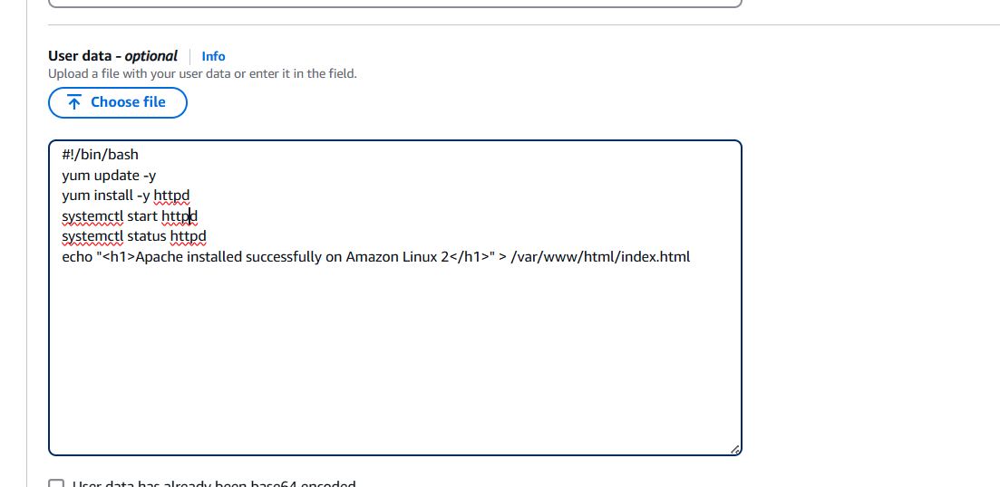 User data - optional Info
Upload a file with your user data or enter it in the field.
Choose file
#!/bin/bash
yum update -y
yum install -y httpd
systemctl start httpd
systemctl status httpd
echo "<h1>Apache installed successfully on Amazon Linux 2</h1>" > /var/www/html/index.html
User data has already been base64 encoded